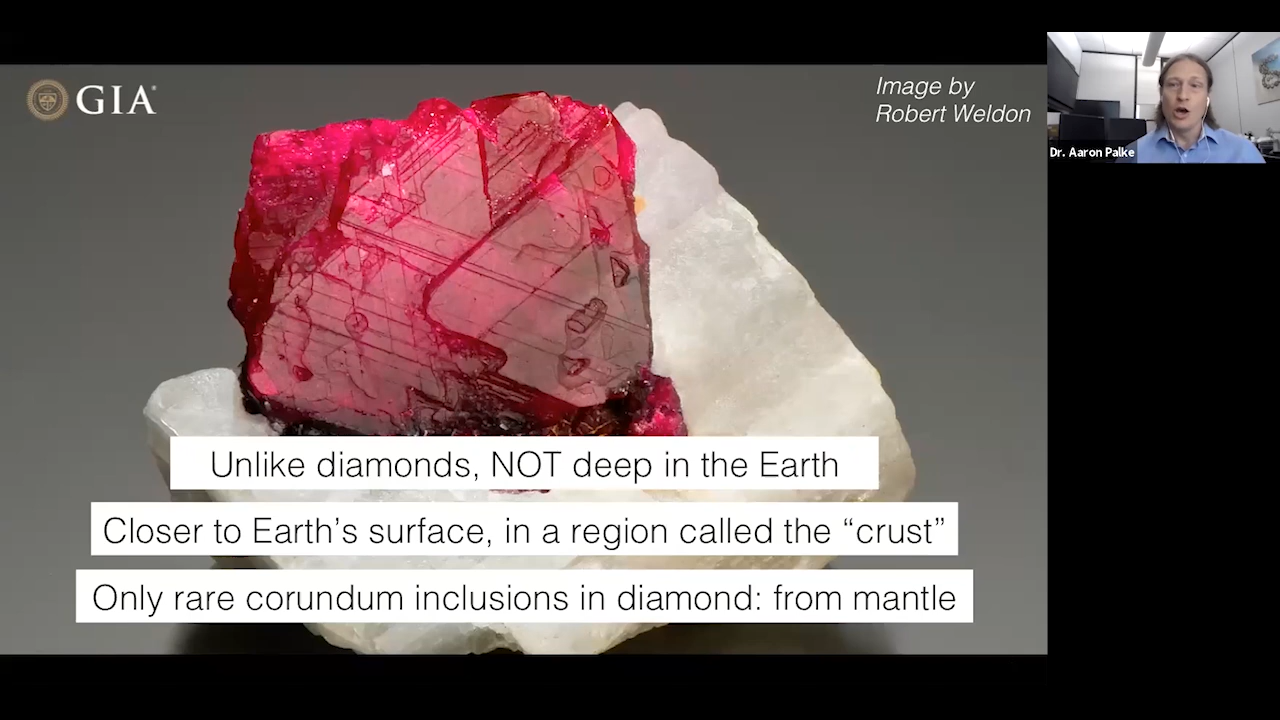 GIA
Image by
Robert Weldon
Dr. Aaron Palke
Unlike diamonds, NOT deep in the Earth
Closer to Earth’s surface, in a region called the “crust”
Only rare corundum inclusions in diamond: from mantle